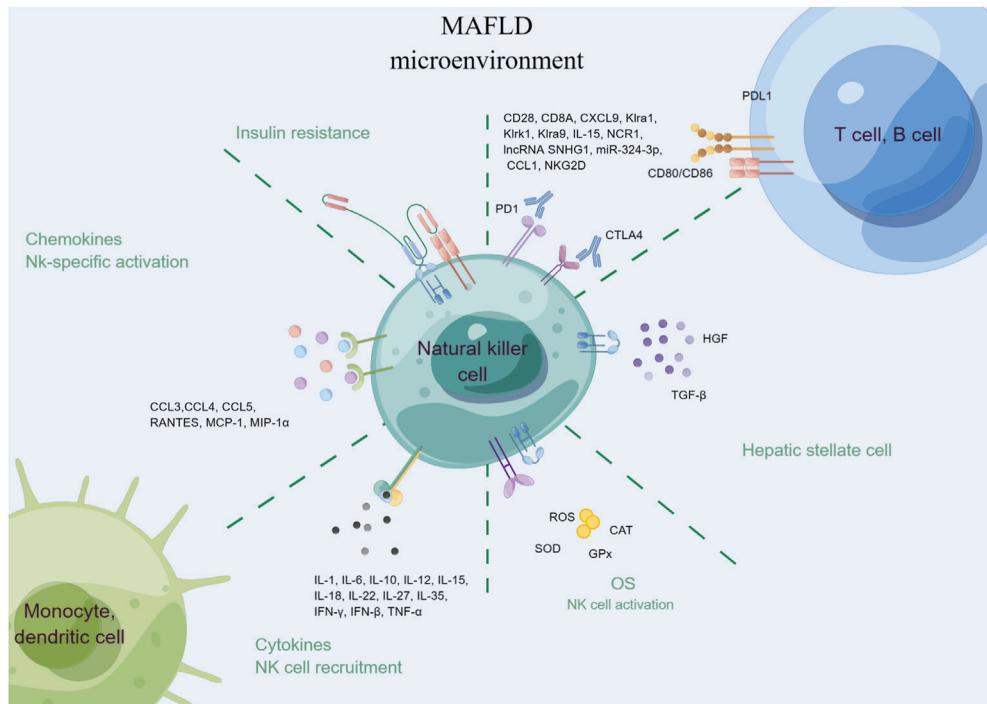 MAFLD
microenvironment
Insulin resistance
CD28, CD8A, CXCL9, Klra1,
Klrk1, Klra9, IL-15, NCR1,
lncRNA SNHG1, miR-324-3p,
CCL1, NKG2D
PDL1
T cell, B cell
CD80/CD86
PD1
CTLA4
Chemokines
Nk-specific activation
Natural killer
cell
HGF
TGF-β
CCL3,CCL4, CCL5,
RANTES, MCP-1, MIP-1α
Hepatic stellate cell
ROS
CAT
SOD
GPx
OS
NK cell activation
IL-1, IL-6, IL-10, IL-12, IL-15,
IL-18, IL-22, IL-27, IL-35,
IFN-γ, IFN-β, TNF-α
Monocyte,
dendritic cell
Cytokines
NK cell recruitment